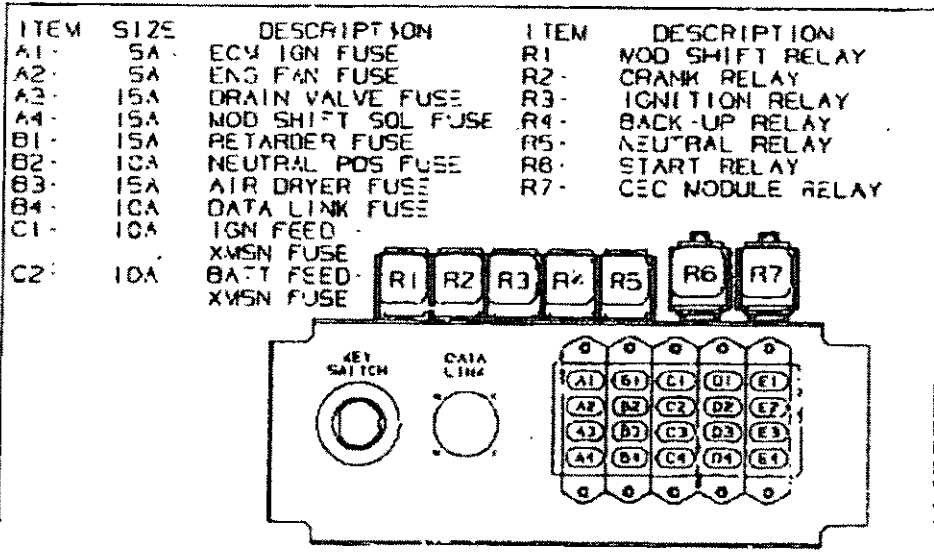 ITEM SIZE DESCRIPTION
A1- 5A ECM IGN FUSE
A2- 5A ENG FAN FUSE
A3- 15A DRAIN VALVE FUSE
A4- 15A MOD SHIFT SOL FUSE
B1- 15A RETARDER FUSE
B2- 10A NEUTRAL POS FUSE
B3- 15A AIR DRYER FUSE
B4- 10A DATA LINK FUSE
C1- 10A IGN FEED -
XMSN FUSE
C2- 10A BATT FEED-
XMSN FUSE
ITEM DESCRIPTION
R1 MOD SHIFT RELAY
R2- CRANK RELAY
R3- IGNITION RELAY
R4- BACK-UP RELAY
R5- NEUTRAL RELAY
R6- START RELAY
R7- CEC MODULE RELAY
R1 R2 R3 R4 R5 R6 R7
KEY SWITCH
DATA LINK
A1 B1 C1 D1 E1
A2 B2 C2 D2 E2
A3 B3 C3 D3 E3
A4 B4 C4 D4 E4